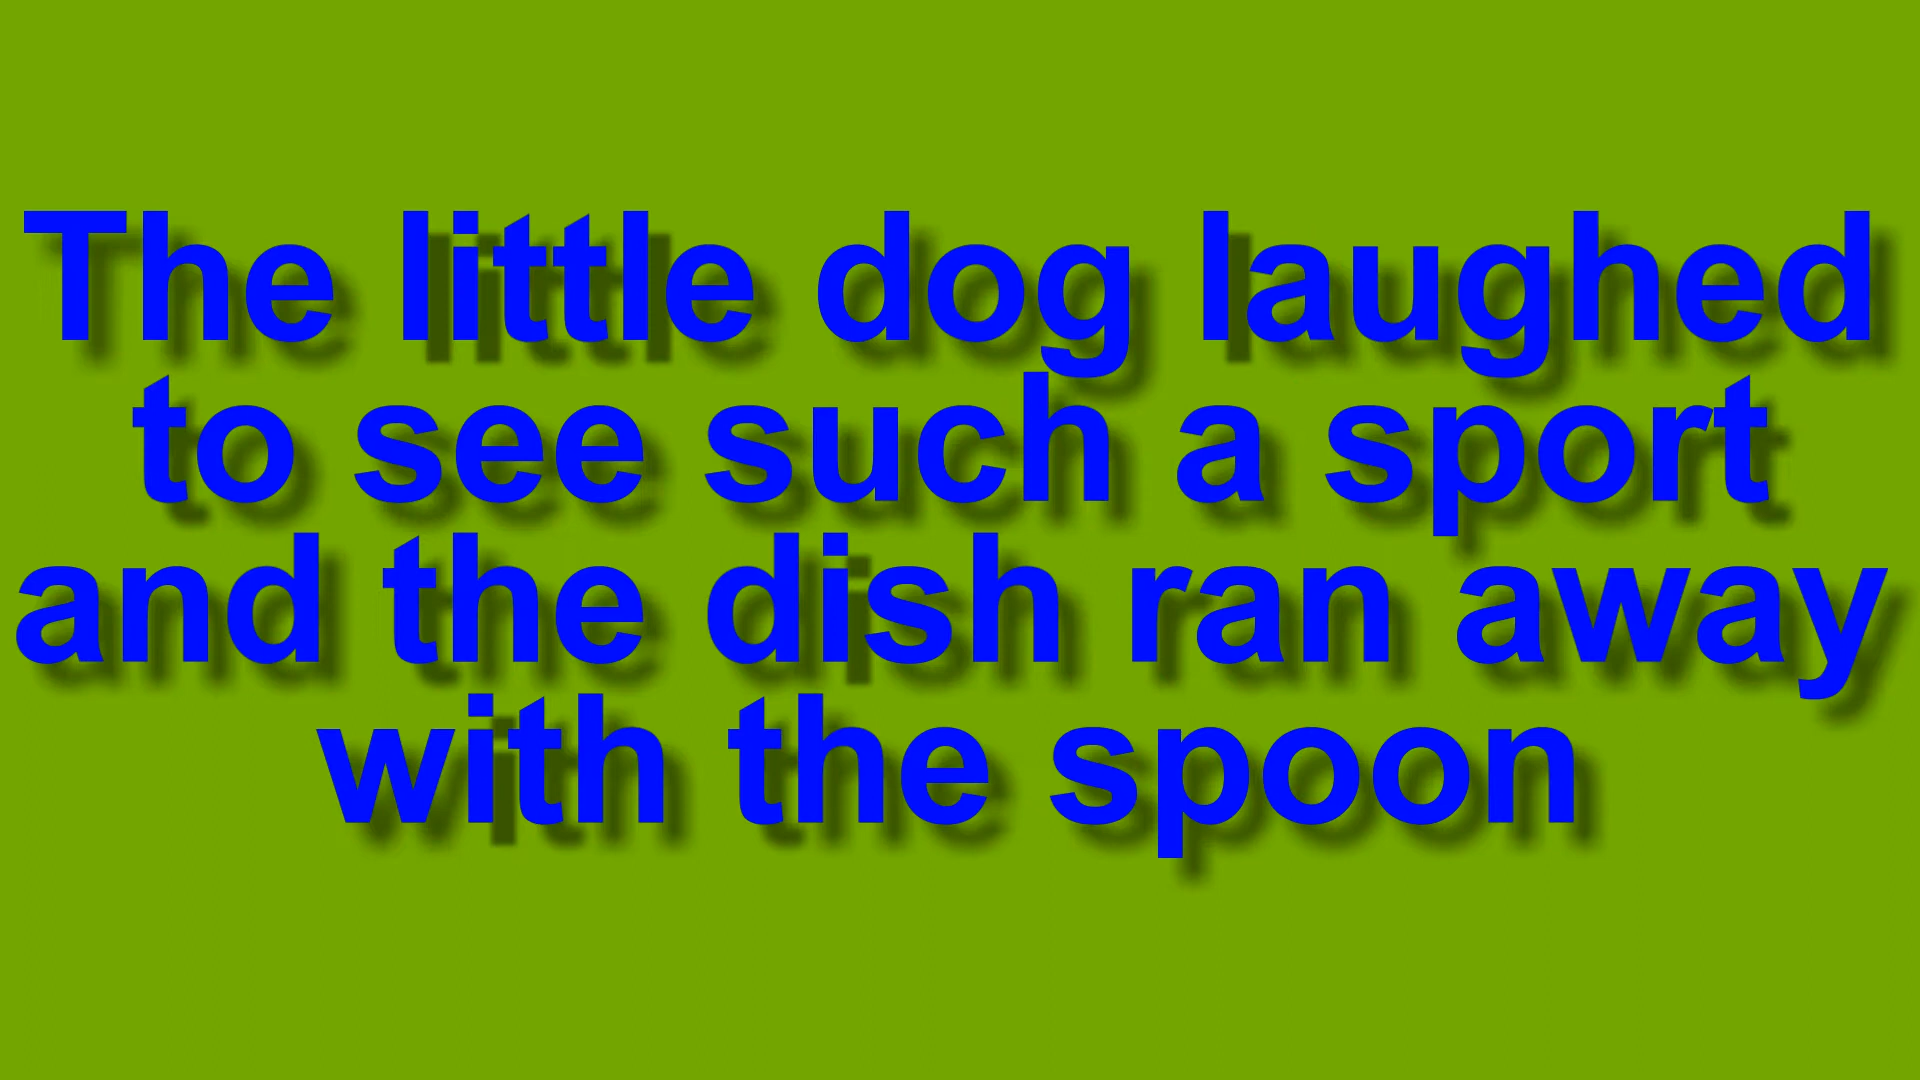 The little dog laughed
to see such a sport
and the dish ran away
with the spoon